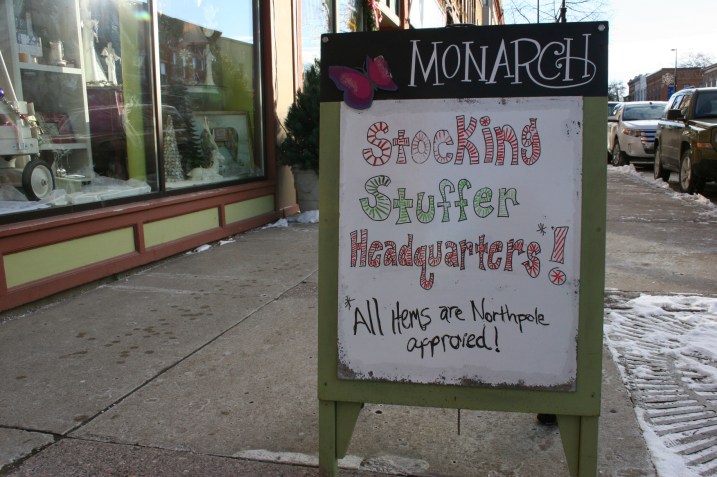 MONARCH
Stocking
Stuffer
Headquarters*!
*All Items are Northpole
approved!